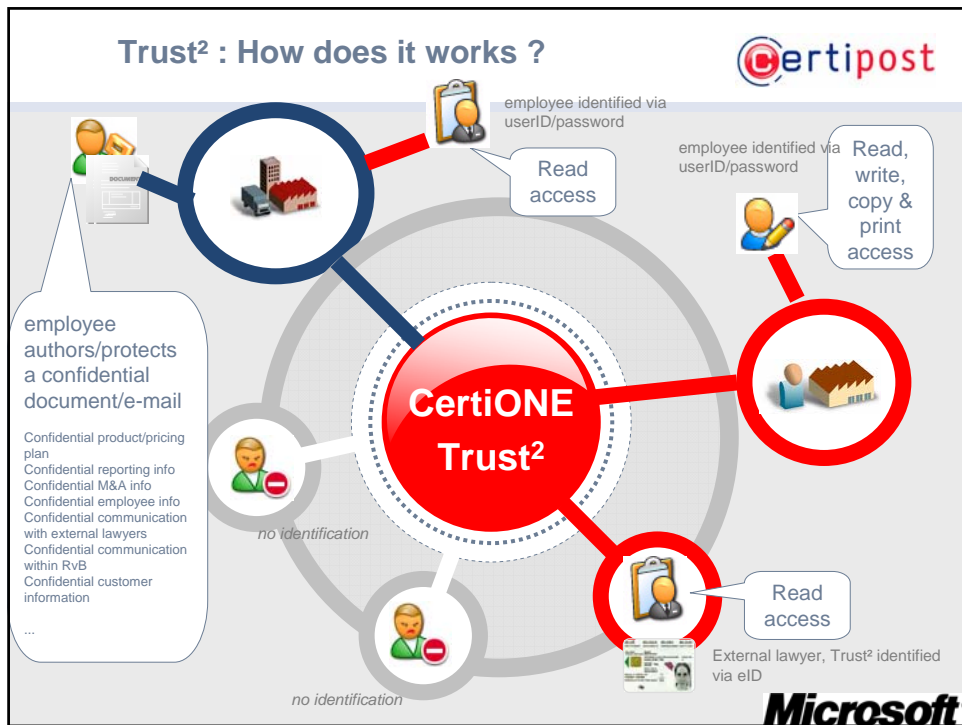 Trust² : How does it works ?
certipost
employee identified via
userID/password
Read
access
employee identified via
userID/password
Read,
write,
copy &
print
access
DOCUMENT
employee
authors/protects
a confidential
document/e-mail
Confidential product/pricing
plan
Confidential reporting info
Confidential M&A info
Confidential employee info
Confidential communication
with external lawyers
Confidential communication
within RvB
Confidential customer
information
...
CertiONE
Trust²
no identification
no identification
Read
access
External lawyer, Trust² identified
via eID
Microsoft